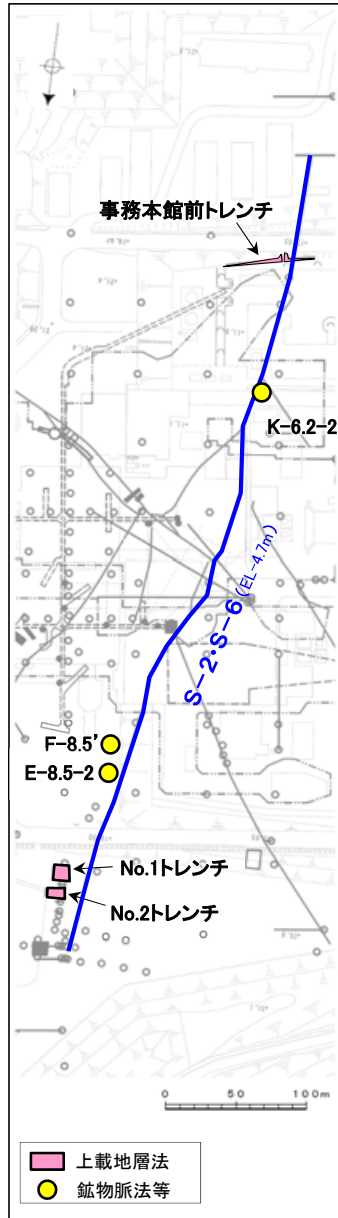 事務本館前トレンチ
K-6.2-2
S-2・S-6 (EL-4.7m)
F-8.5'
E-8.5-2
No.1トレンチ
No.2トレンチ
0 50 100m
上載地層法
鉱物脈法等